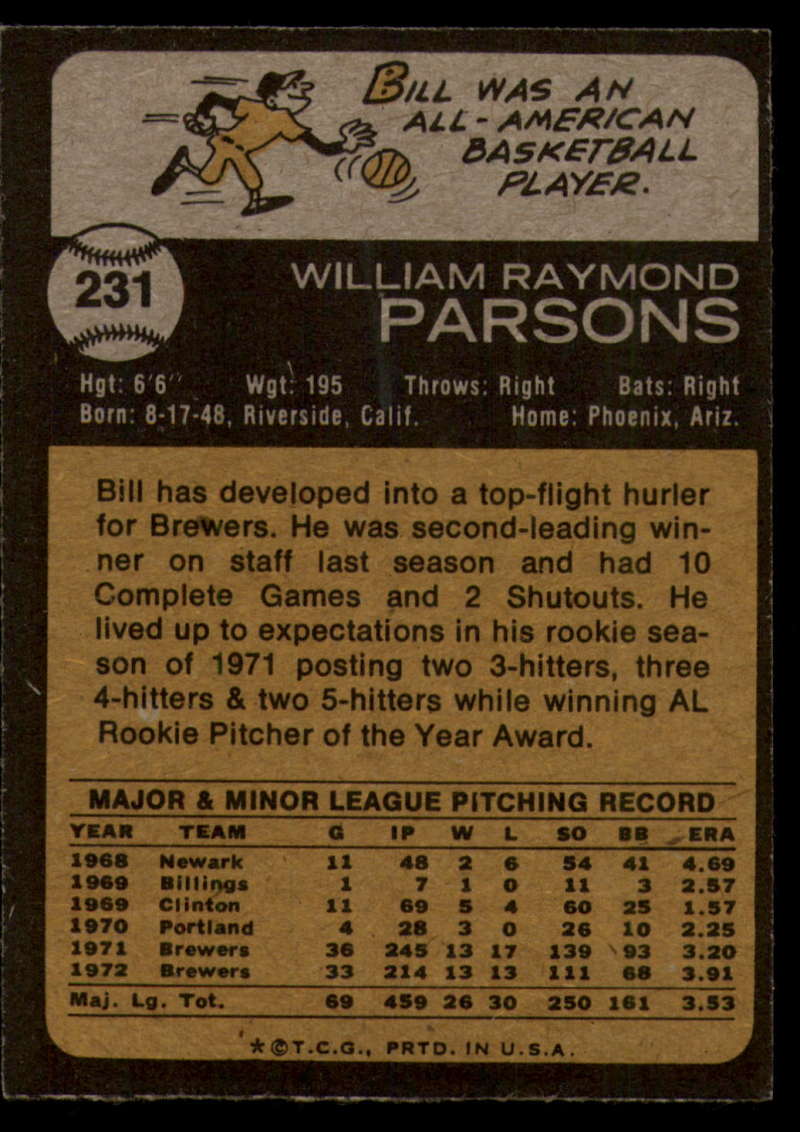 BILL WAS AN
ALL-AMERICAN
BASKETBALL
PLAYER.
231
WILLIAM RAYMOND
PARSONS
Hgt: 6'6" Wgt: 195 Throws: Right Bats: Right
Born: 8-17-48, Riverside, Calif. Home: Phoenix, Ariz.
Bill has developed into a top-flight hurler
for Brewers. He was second-leading win-
ner on staff last season and had 10
Complete Games and 2 Shutouts. He
lived up to expectations in his rookie sea-
son of 1971 posting two 3-hitters, three
4-hitters & two 5-hitters while winning AL
Rookie Pitcher of the Year Award.
MAJOR & MINOR LEAGUE PITCHING RECORD
YEAR TEAM G IP W L SO BB ERA
1968 Newark 11 48 2 6 54 41 4.69
1969 Billings 1 7 1 0 11 3 2.57
1969 Clinton 11 69 5 4 60 25 1.57
1970 Portland 4 28 3 0 26 10 2.25
1971 Brewers 36 245 13 17 139 93 3.20
1972 Brewers 33 214 13 13 111 68 3.91
Maj. Lg. Tot. 69 459 26 30 250 161 3.53
*©T.C.G., PRTD. IN U.S.A.